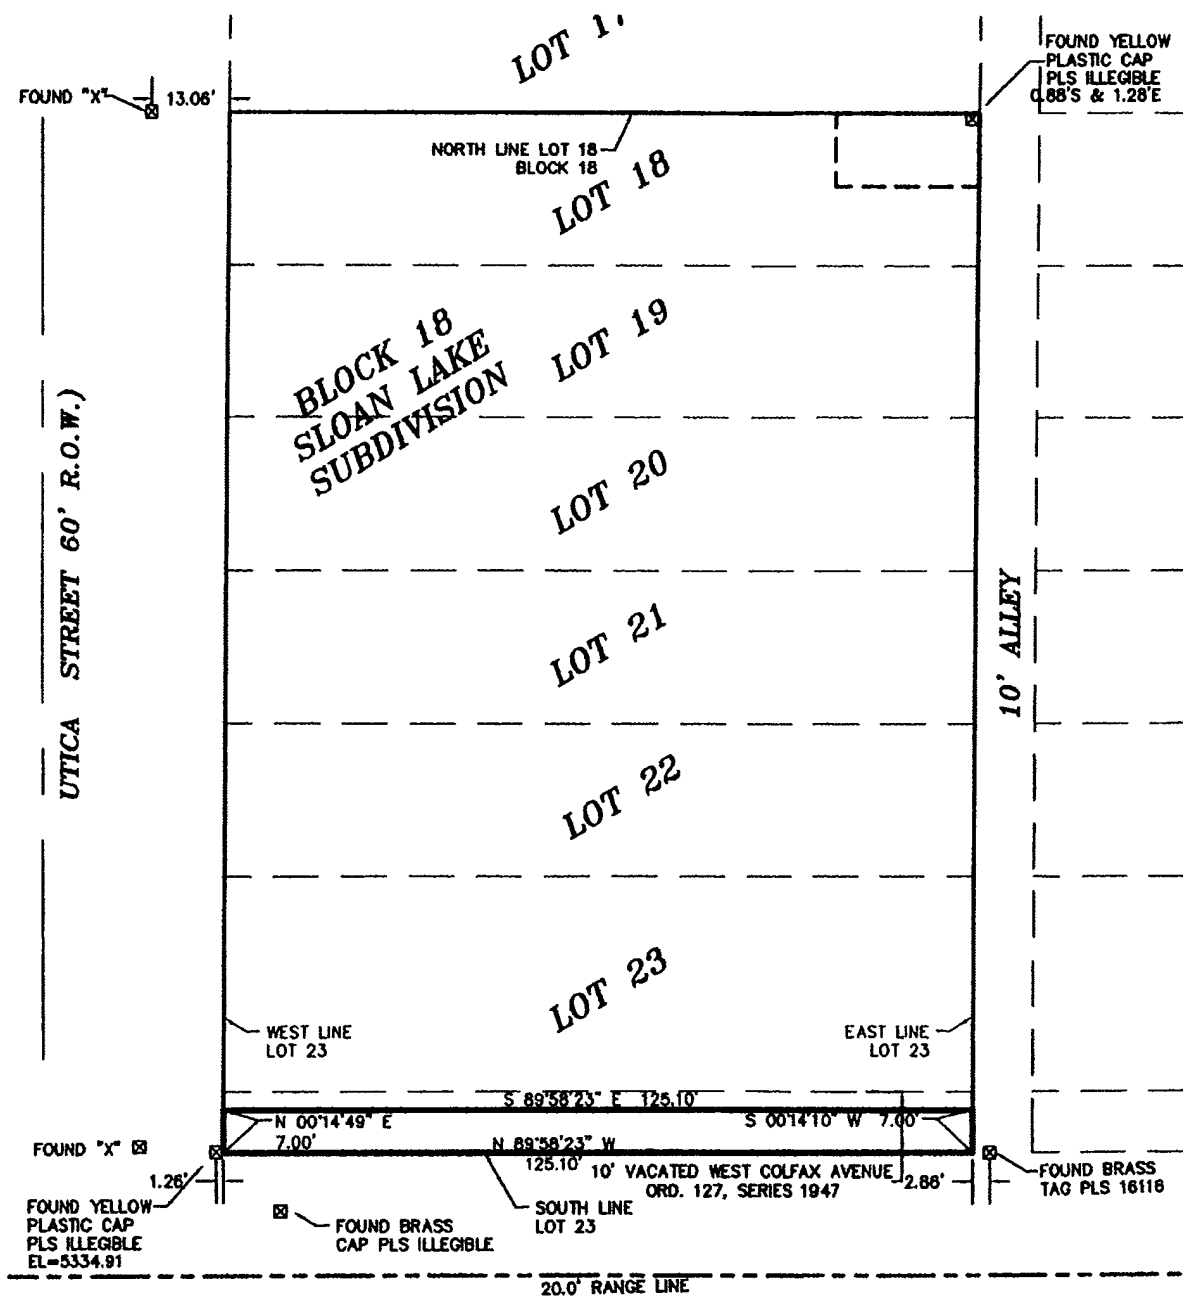 LOT 17
FOUND YELLOW
PLASTIC CAP
PLS ILLEGIBLE
0.88'S & 1.28'E
FOUND "X"
13.06'
NORTH LINE LOT 18
BLOCK 18
LOT 18
BLOCK 18
SLOAN LAKE
SUBDIVISION
LOT 19
LOT 20
UTICA STREET 60' R.O.W.)
LOT 21
10' ALLEY
LOT 22
LOT 23
WEST LINE
LOT 23
EAST LINE
LOT 23
S 89°58'23" E 125.10'
N 00°14'49" E
7.00'
S 00°14'10" W 7.00'
N 89°58'23" W
125.10'
FOUND "X"
1.26'
10' VACATED WEST COLFAX AVENUE
ORD. 127, SERIES 1947
2.86'
FOUND BRASS
TAG PLS 16116
FOUND YELLOW
PLASTIC CAP
PLS ILLEGIBLE
EL=5334.91
FOUND BRASS
CAP PLS ILLEGIBLE
SOUTH LINE
LOT 23
20.0' RANGE LINE